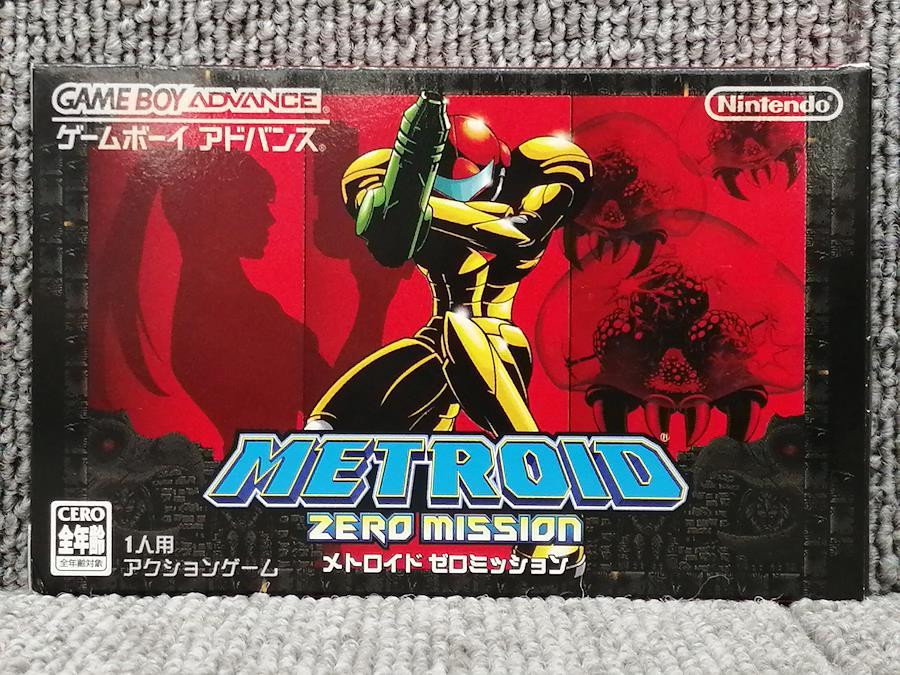 GAME BOY ADVANCE®
ゲームボーイ アドバンス®
Nintendo®
METROID®
ZERO MISSION
メトロイド ゼロミッション
CERO
全年齢
全年齢対象
1人用
アクションゲーム